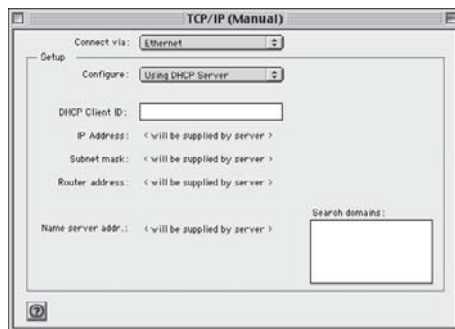 TCP/IP (Manual)
Connect via: Ethernet
Setup
Configure: Using DHCP Server
DHCP Client ID:
IP Address: < will be supplied by server >
Subnet mask: < will be supplied by server >
Router address: < will be supplied by server >
Search domains:
Name server addr.: < will be supplied by server >
?